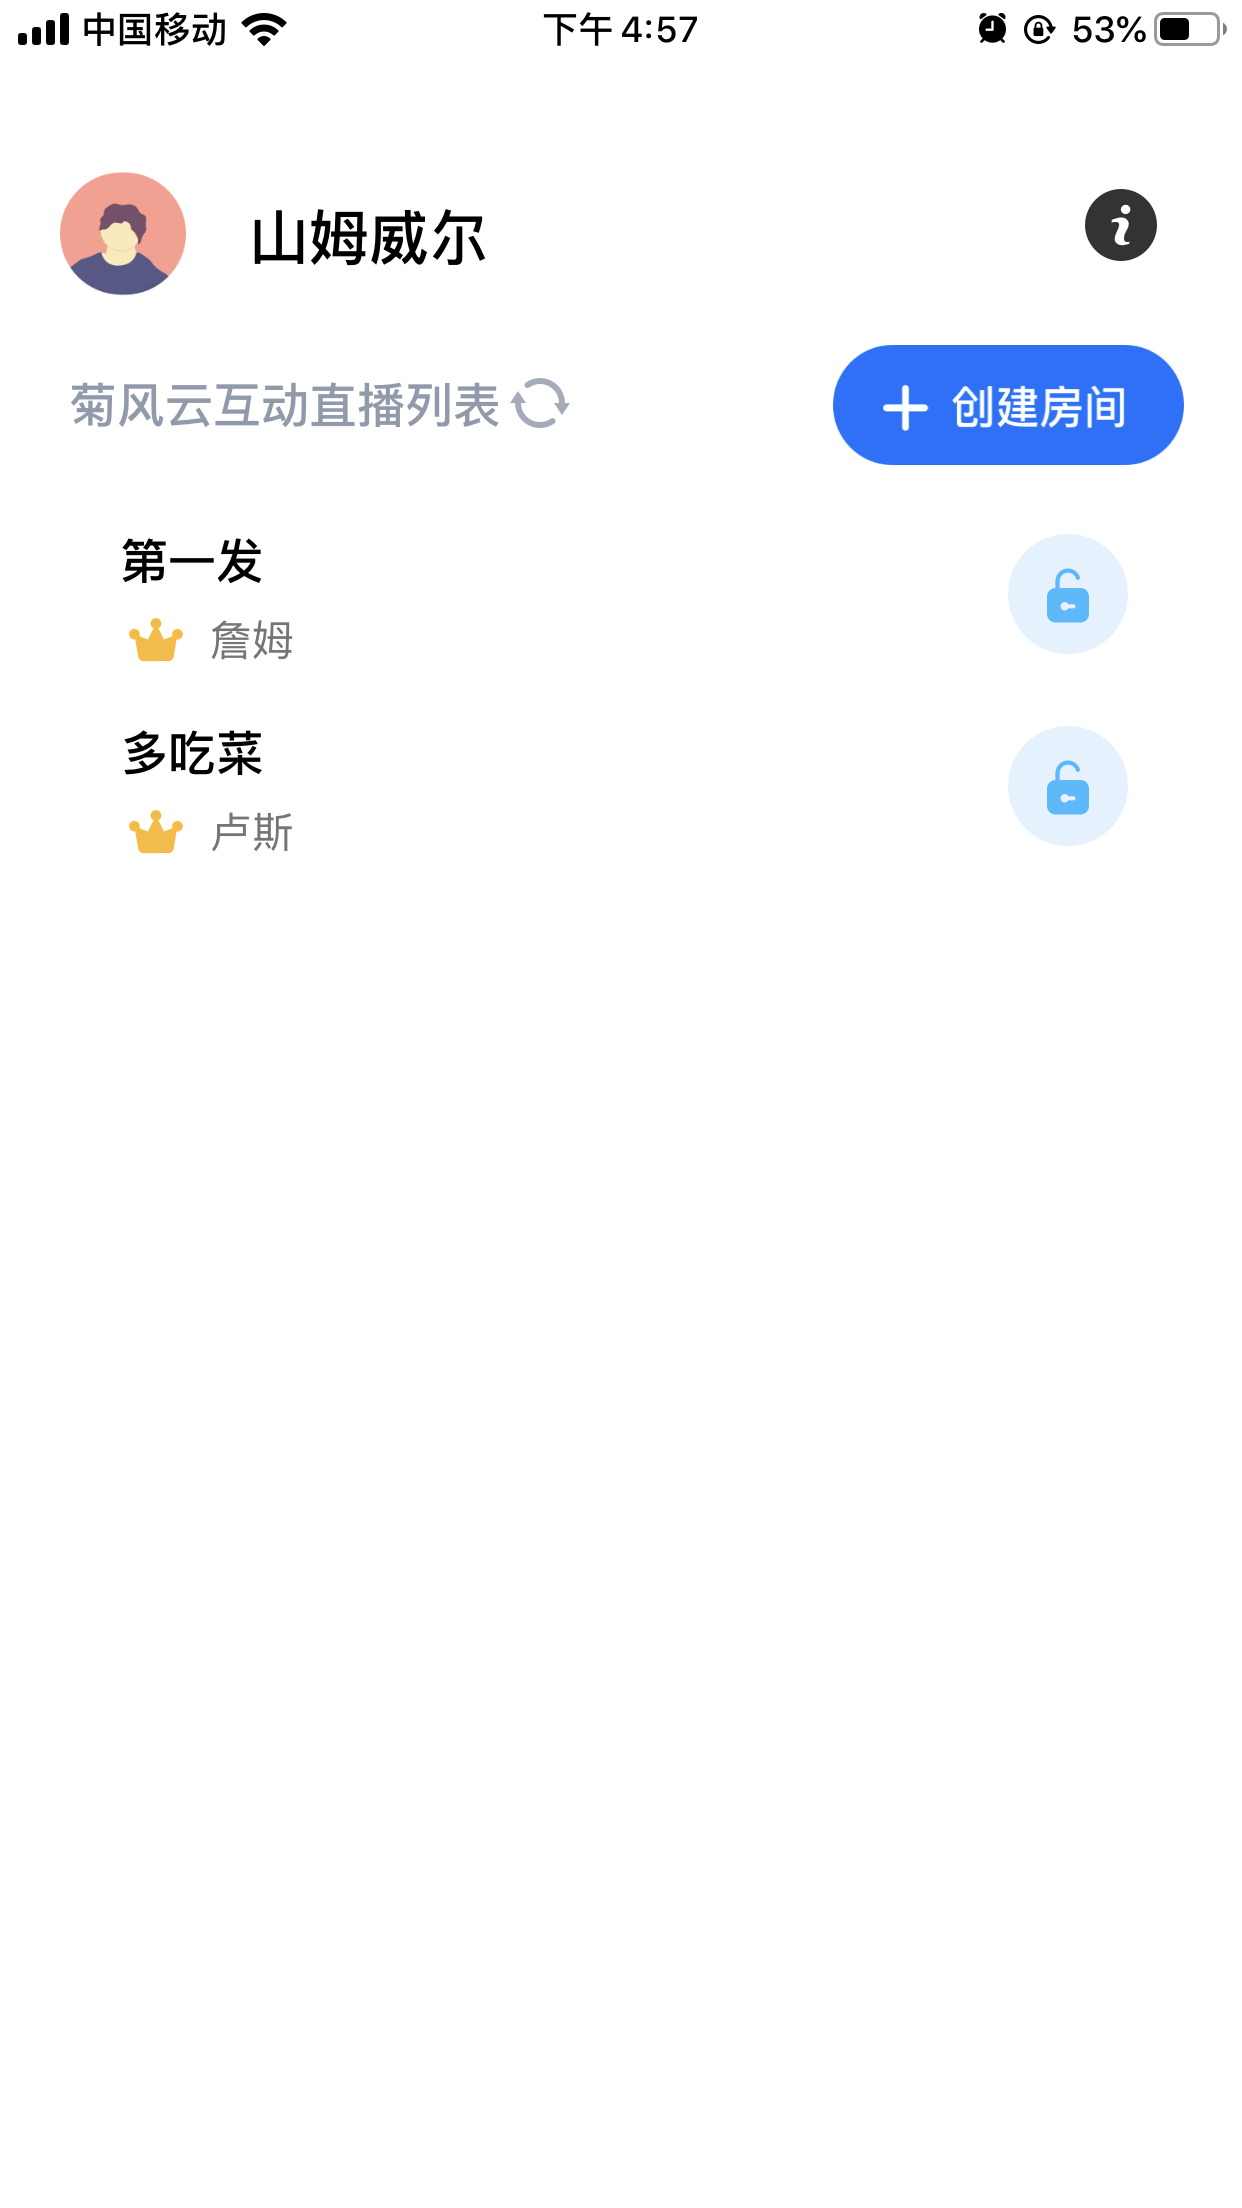 中国移动 下午 4:57 53%
山姆威尔
菊风云互动直播列表
创建房间
第一发
詹姆
多吃菜
卢斯